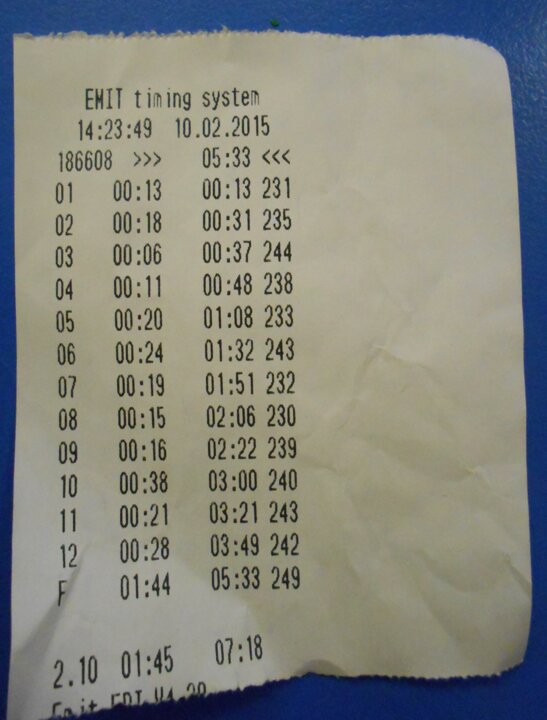 EMIT timing system
14:23:49 10.02.2015
186608 >>> 05:33 <<<
01 00:13 00:13 231
02 00:18 00:31 235
03 00:06 00:37 244
04 00:11 00:48 238
05 00:20 01:08 233
06 00:24 01:32 243
07 00:19 01:51 232
08 00:15 02:06 230
09 00:16 02:22 239
10 00:38 03:00 240
11 00:21 03:21 243
12 00:28 03:49 242
F 01:44 05:33 249
2.10 01:45 07:18
Emit